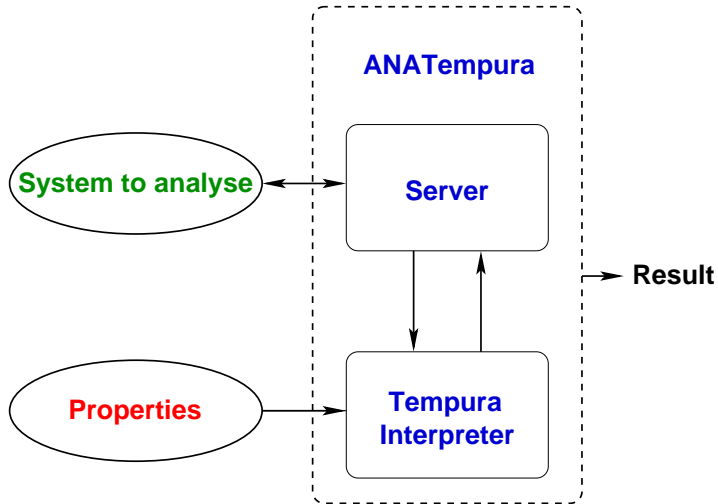 ANATempura
System to analyse
Server
Result
Properties
Tempura
Interpreter